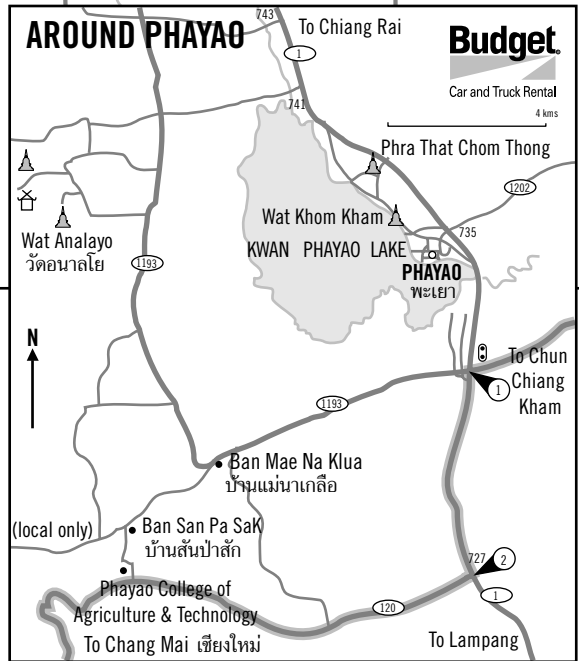 AROUND PHAYAO
743
To Chiang Rai
1
Budget
Car and Truck Rental
4 kms
741
Phra That Chom Thong
1202
Wat Khom Kham
735
Wat Analayo
วัดอนาลโย
KWAN PHAYAO LAKE
PHAYAO
พะเยา
1193
N
To Chun
Chiang
Kham
1
1193
Ban Mae Na Klua
บ้านแม่นาเกลือ
(local only)
Ban San Pa SaK
บ้านสันป่าสัก
727
2
Phayao College of
Agriculture & Technology
120
1
To Chang Mai เชียงใหม่
To Lampang